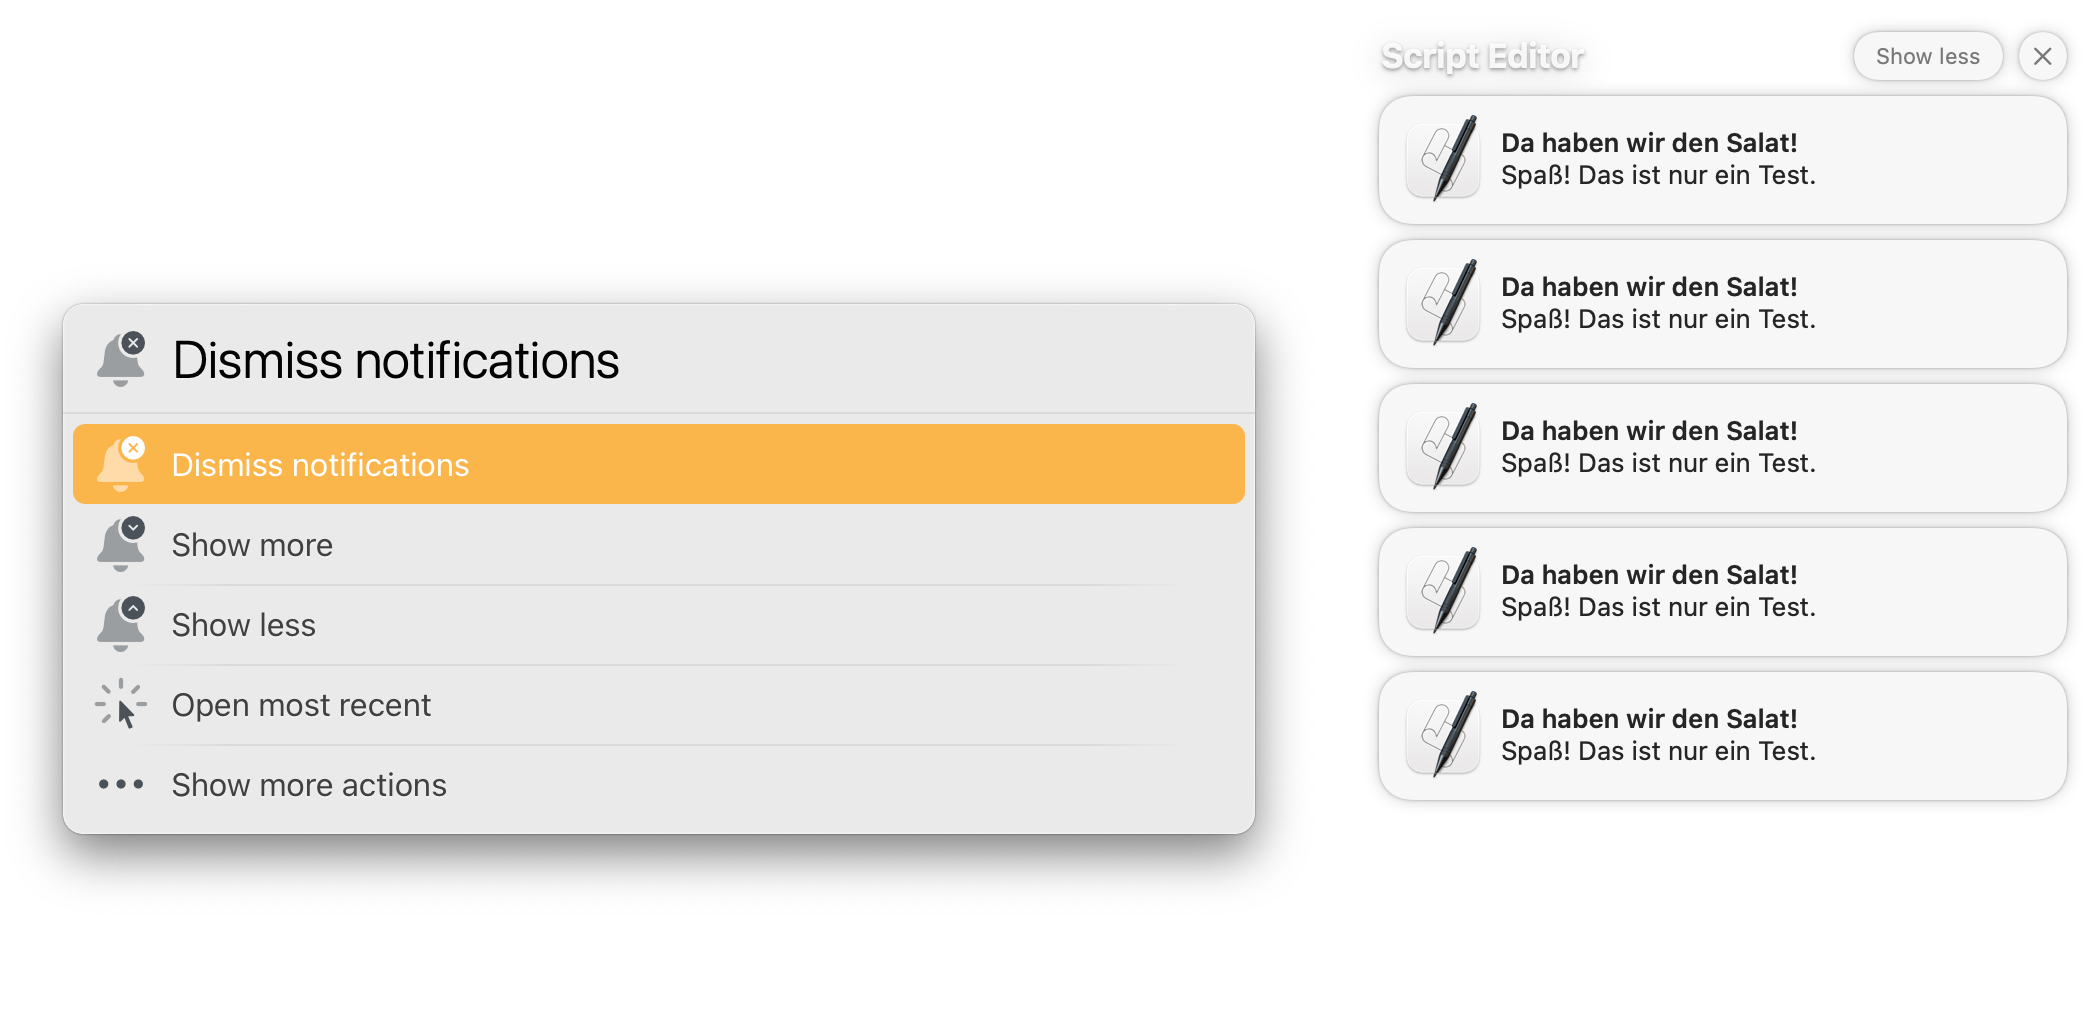 Dismiss notifications
Dismiss notifications
Show more
Show less
Open most recent
Show more actions
Script Editor
Show less
Da haben wir den Salat!
Spaß! Das ist nur ein Test.
Da haben wir den Salat!
Spaß! Das ist nur ein Test.
Da haben wir den Salat!
Spaß! Das ist nur ein Test.
Da haben wir den Salat!
Spaß! Das ist nur ein Test.
Da haben wir den Salat!
Spaß! Das ist nur ein Test.